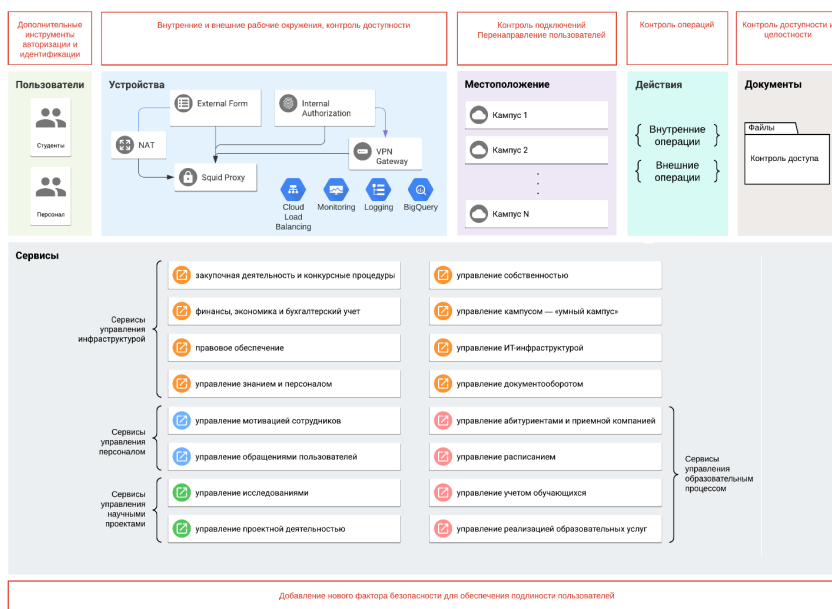 Дополнительные
инструменты
авторизации и
идентификации
Внутренние и внешние рабочие окружения, контроль доступности
Контроль подключений
Перенаправление пользователей
Контроль операций
Контроль доступности и
целостности
Пользователи
Студенты
Персонал
Устройства
External Form
Internal
Authorization
NAT
VPN
Gateway
Squid Proxy
Cloud
Load
Balancing
Monitoring
Logging
BigQuery
Местоположение
Кампус 1
Кампус 2
Кампус N
Действия
Внутренние
операции
Внешние
операции
Документы
Файлы
Контроль доступа
Сервисы
Сервисы
управления
инфраструктурой
закупочная деятельность и конкурсные процедуры
финансы, экономика и бухгалтерский учет
правовое обеспечение
управление знанием и персоналом
управление собственностью
управление кампусом — «умный кампус»
управление ИТ-инфраструктурой
управление документооборотом
Сервисы
управления
персоналом
управление мотивацией сотрудников
управление обращениями пользователей
Сервисы
управления
научными
проектами
управление исследованиями
управление проектной деятельностью
управление абитуриентами и приемной компанией
управление расписанием
управление учетом обучающихся
управление реализацией образовательных услуг
Сервисы
управления
образовательным
процессом
Добавление нового фактора безопасности для обеспечения подлиности пользователей